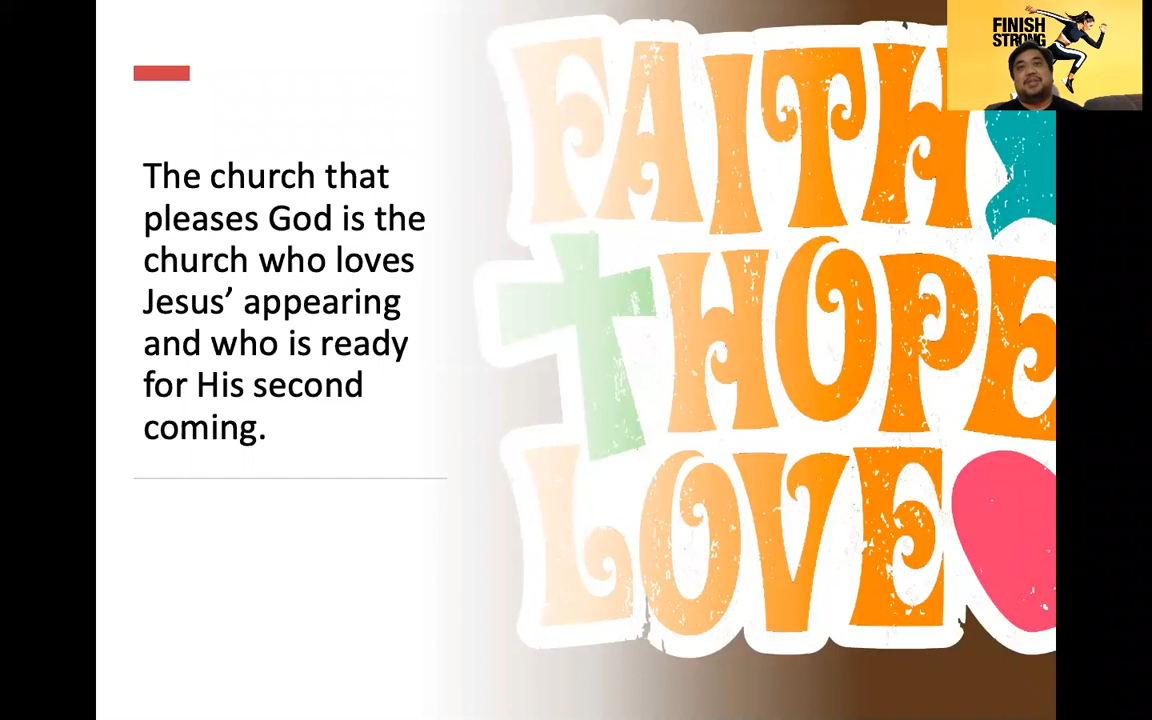 The church that
pleases God is the
church who loves
Jesus’ appearing
and who is ready
for His second
coming.
FAITH
HOPE
LOVE
FINISH
STRONG